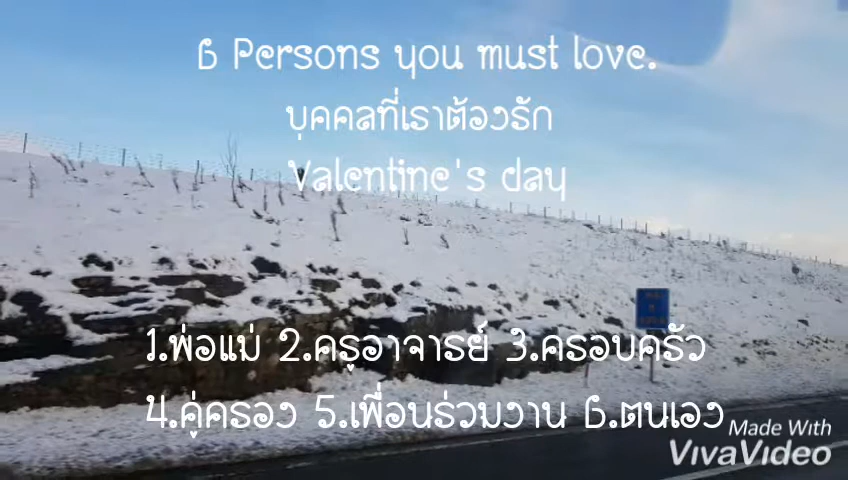 6 Persons you must love.
บุคคลที่เราต้องรัก
Valentine's day
1.พ่อแม่ 2.ครูอาจารย์ 3.ครอบครัว
4.คู่ครอง 5.เพื่อนร่วมงาน 6.ตนเอง
Made With
VivaVideo